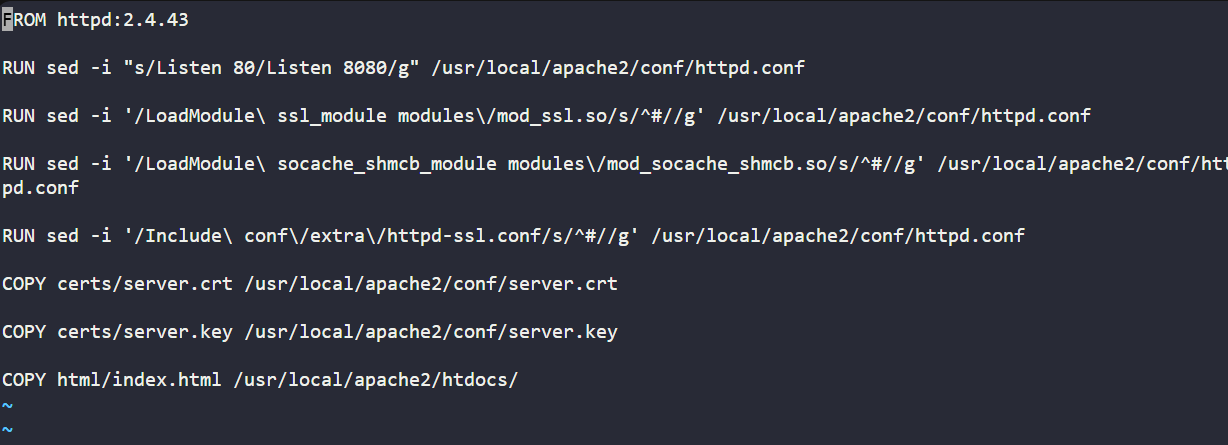 FROM httpd:2.4.43
RUN sed -i "s/Listen 80/Listen 8080/g" /usr/local/apache2/conf/httpd.conf
RUN sed -i '/LoadModule\ ssl_module modules\/mod_ssl.so/s/^#//g' /usr/local/apache2/conf/httpd.conf
RUN sed -i '/LoadModule\ socache_shmcb_module modules\/mod_socache_shmcb.so/s/^#//g' /usr/local/apache2/conf/htt
pd.conf
RUN sed -i '/Include\ conf\/extra\/httpd-ssl.conf/s/^#//g' /usr/local/apache2/conf/httpd.conf
COPY certs/server.crt /usr/local/apache2/conf/server.crt
COPY certs/server.key /usr/local/apache2/conf/server.key
COPY html/index.html /usr/local/apache2/htdocs/
~
~